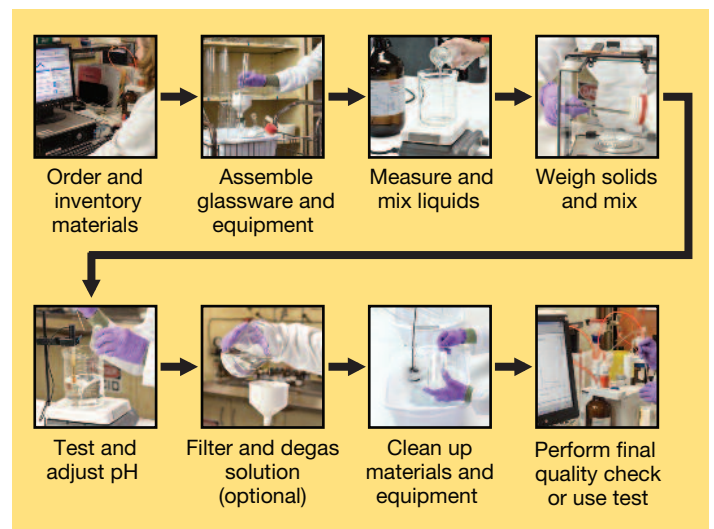 Order and
inventory
materials
Assemble
glassware and
equipment
Measure and
mix liquids
Weigh solids
and mix
Test and
adjust pH
Filter and degas
solution
(optional)
Clean up
materials and
equipment
Perform final
quality check
or use test